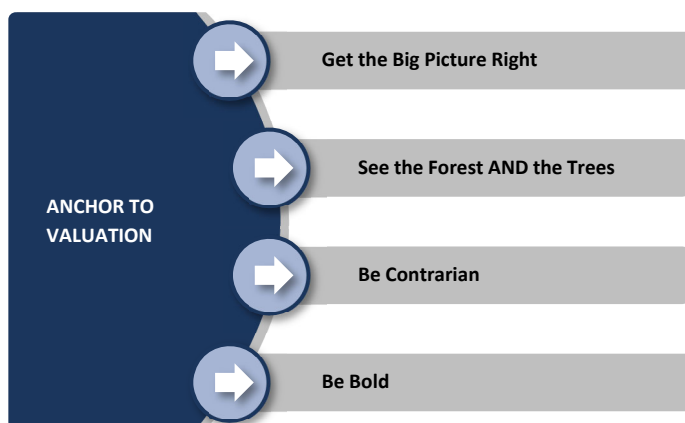 Get the Big Picture Right
See the Forest AND the Trees
ANCHOR TO
VALUATION
Be Contrarian
Be Bold